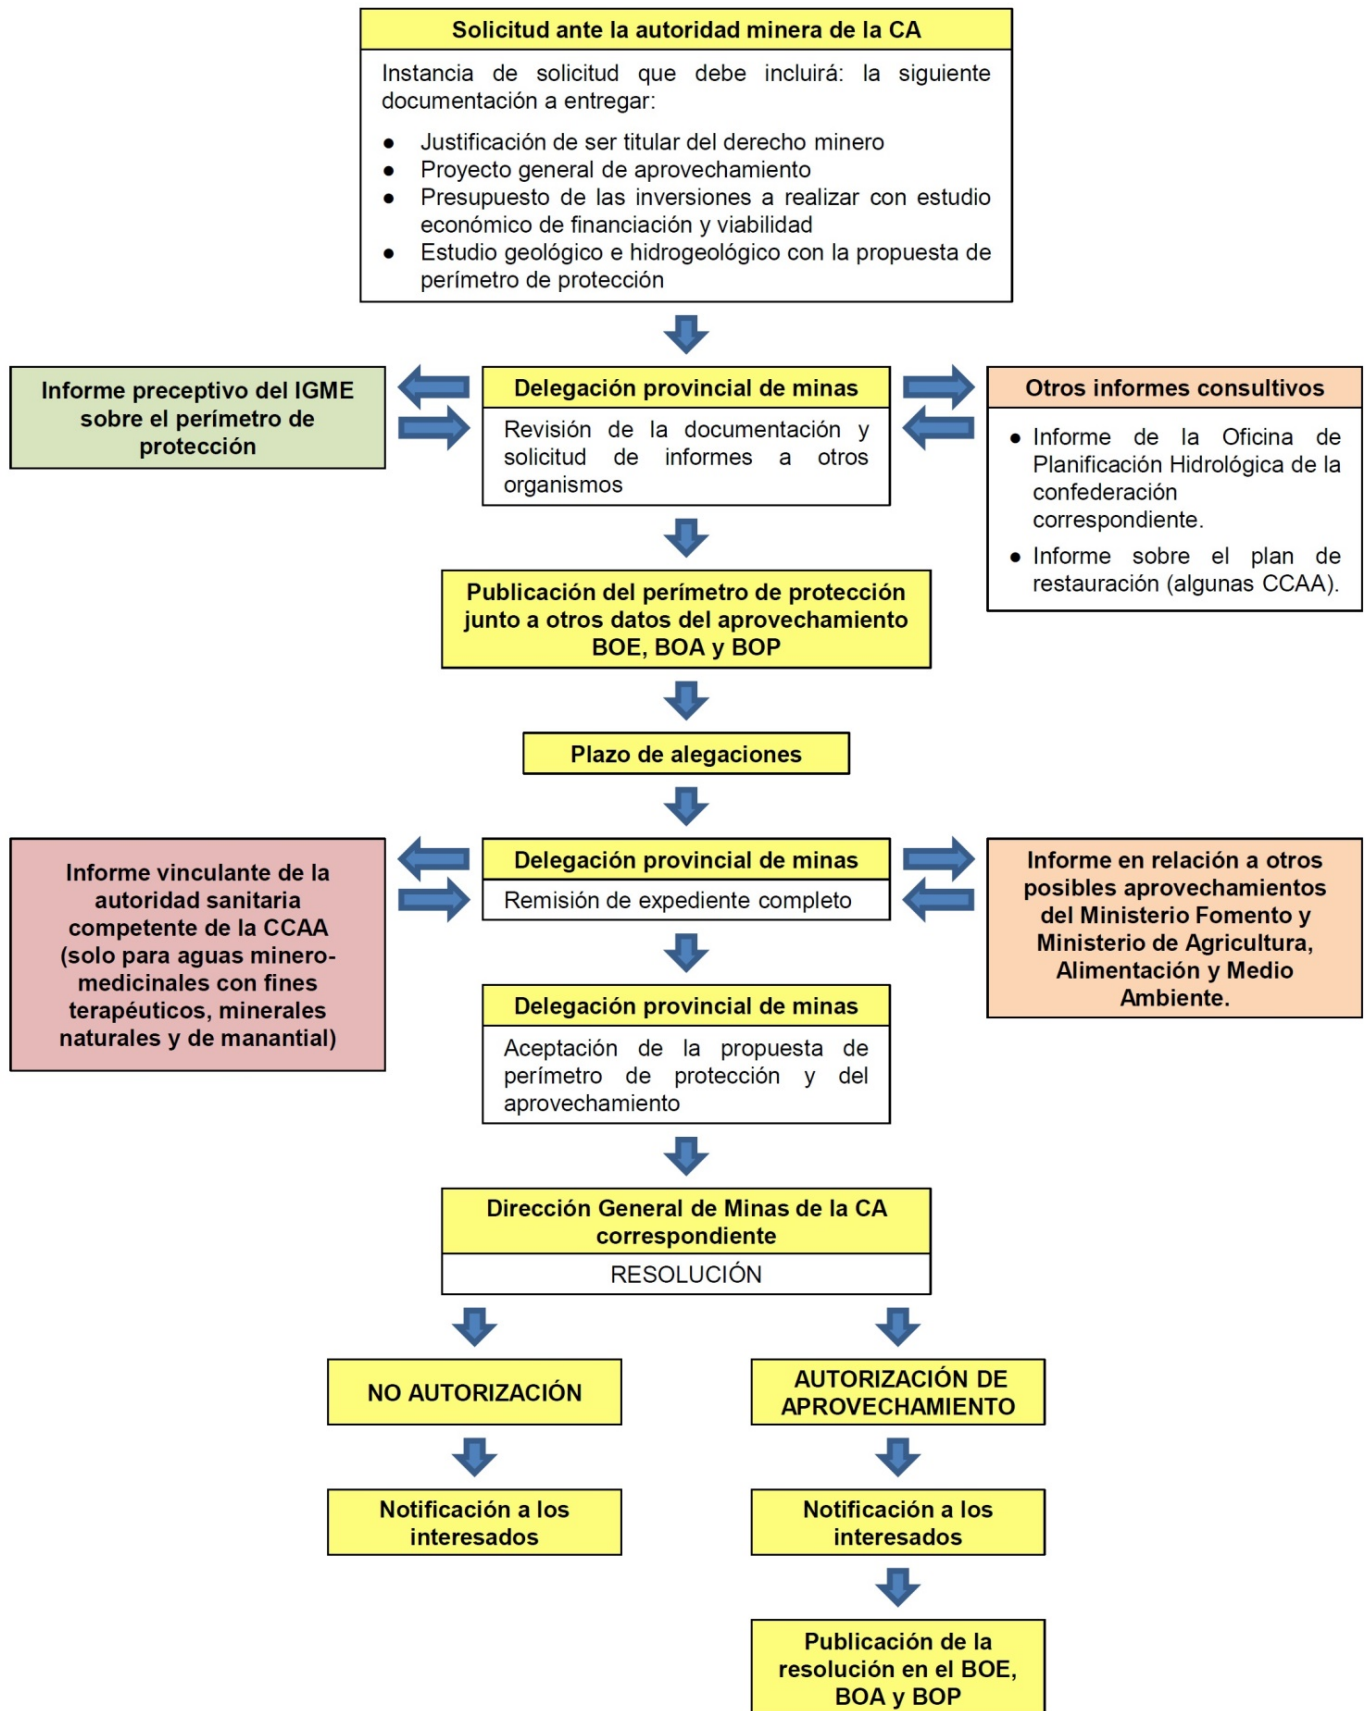 Solicitud ante la autoridad minera de la CA
Instancia de solicitud que debe incluirá: la siguiente
documentación a entregar:
● Justificación de ser titular del derecho minero
● Proyecto general de aprovechamiento
● Presupuesto de las inversiones a realizar con estudio
económico de financiación y viabilidad
● Estudio geológico e hidrogeológico con la propuesta de
perímetro de protección
Informe preceptivo del IGME
sobre el perímetro de
protección
Delegación provincial de minas
Revisión de la documentación y
solicitud de informes a otros
organismos
Otros informes consultivos
● Informe de la Oficina de
Planificación Hidrológica de la
confederación
correspondiente.
● Informe sobre el plan de
restauración (algunas CCAA).
Publicación del perímetro de protección
junto a otros datos del aprovechamiento
BOE, BOA y BOP
Plazo de alegaciones
Informe vinculante de la
autoridad sanitaria
competente de la CCAA
(solo para aguas minero-
medicinales con fines
terapéuticos, minerales
naturales y de manantial)
Delegación provincial de minas
Remisión de expediente completo
Informe en relación a otros
posibles aprovechamientos
del Ministerio Fomento y
Ministerio de Agricultura,
Alimentación y Medio
Ambiente.
Delegación provincial de minas
Aceptación de la propuesta de
perímetro de protección y del
aprovechamiento
Dirección General de Minas de la CA
correspondiente
RESOLUCIÓN
NO AUTORIZACIÓN
AUTORIZACIÓN DE
APROVECHAMIENTO
Notificación a los
interesados
Notificación a los
interesados
Publicación de la
resolución en el BOE,
BOA y BOP